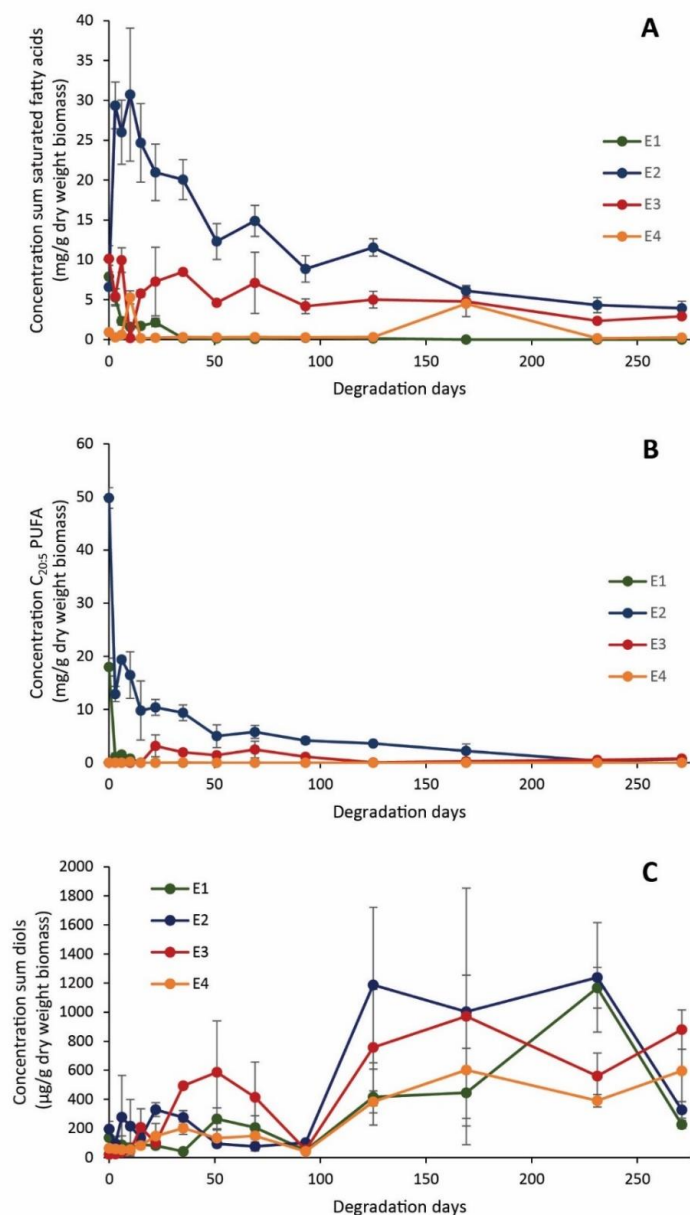 A
Concentration sum saturated fatty acids
(mg/g dry weight biomass)
40
35
30
25
20
15
10
5
0
E1
E2
E3
E4
0 50 100 150 200 250
Degradation days
B
Concentration C20:5 PUFA
(mg/g dry weight biomass)
60
50
40
30
20
10
0
E1
E2
E3
E4
0 50 100 150 200 250
Degradation days
C
Concentration sum diols
(µg/g dry weight biomass)
2000
1800
1600
1400
1200
1000
800
600
400
200
0
E1
E2
E3
E4
0 50 100 150 200 250
Degradation days